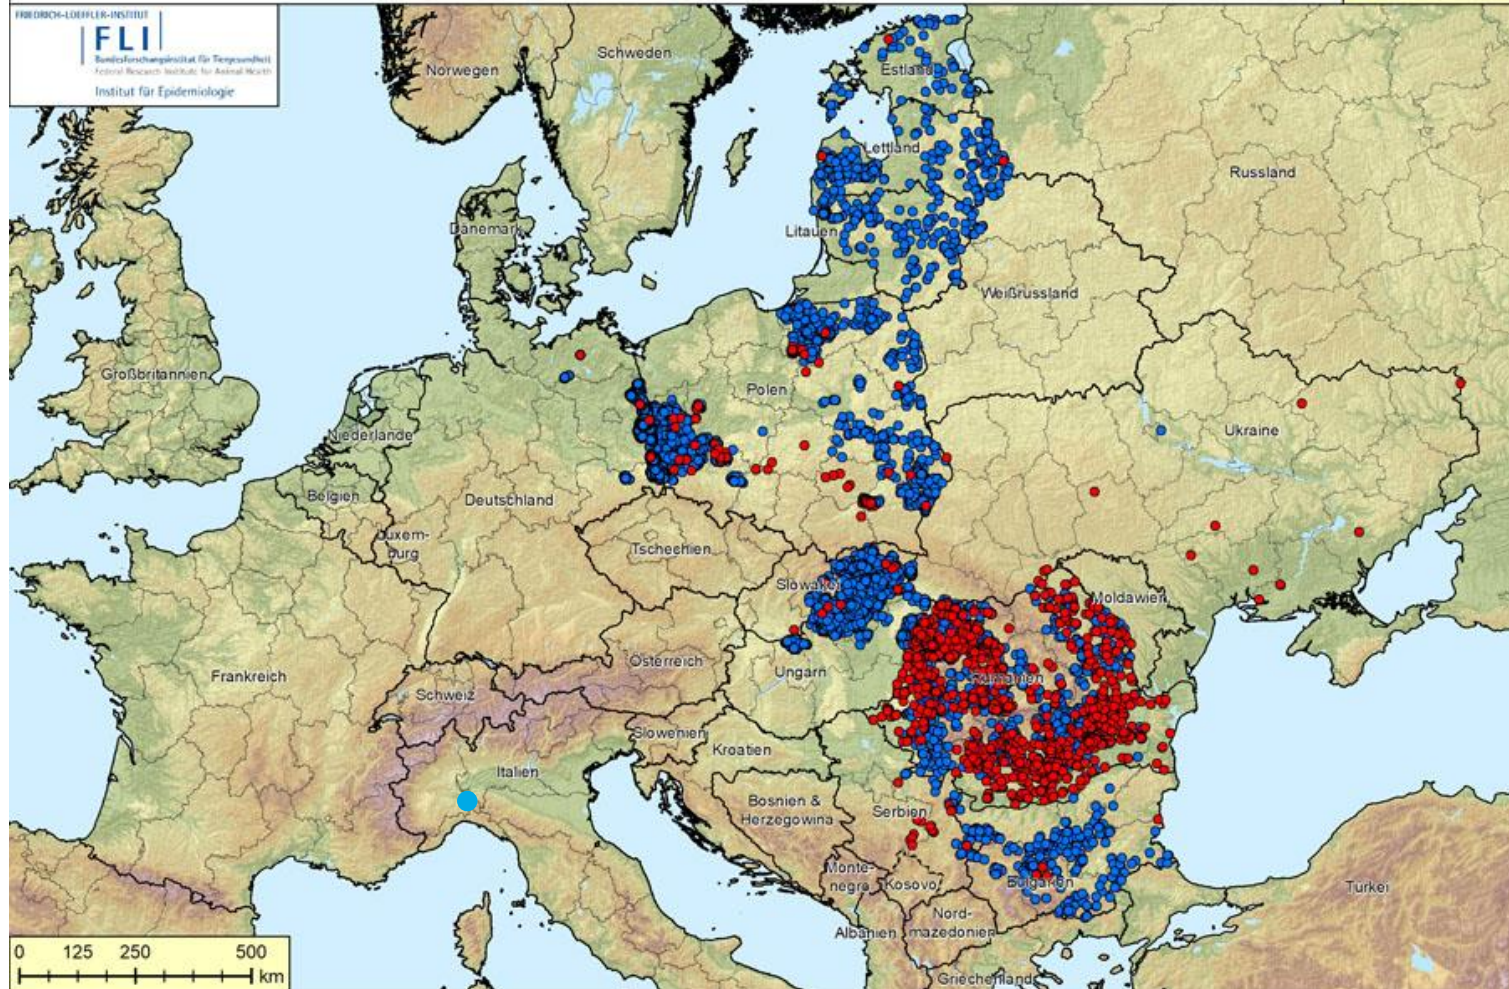 FRIEDRICH-LOEFFLER-INSTITUT
FLI
Bundesforschungsinstitut für Tiergesundheit
Federal Research Institute for Animal Health
Institut für Epidemiologie
Norwegen
Schweden
Estland
Lettland
Russland
Dänemark
Litauen
Weißrussland
Großbritannien
Polen
Niederlande
Ukraine
Belgien
Deutschland
Luxem-
burg
Tschechien
Slowakei
Moldawien
Frankreich
Österreich
Ungarn
Rumänien
Schweiz
Slowenien
Kroatien
Italien
Bosnien &
Herzegowina
Serbien
Monte-
negro
Kosovo
Bulgarien
Türkei
Nord-
mazedonien
Albanien
Griechenland
0 125 250 500
km